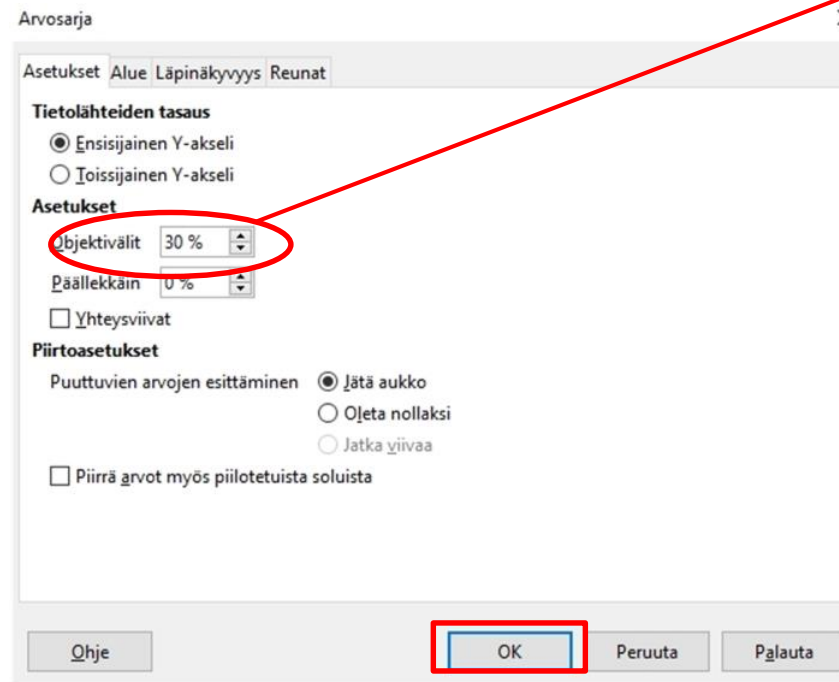 Arvosarja
Asetukset Alue Läpinäkyvyys Reunat
Tietolähteiden tasaus
Ensisijainen Y-akseli
Toissijainen Y-akseli
Asetukset
Objektivälit 30 %
Päällekkäin 0 %
Yhteysviivat
Piirtoasetukset
Puuttuvien arvojen esittäminen Jätä aukko
Oleta nollaksi
Jatka viivaa
Piirrä arvot myös piilotetuista soluista
Ohje OK Peruuta Palauta